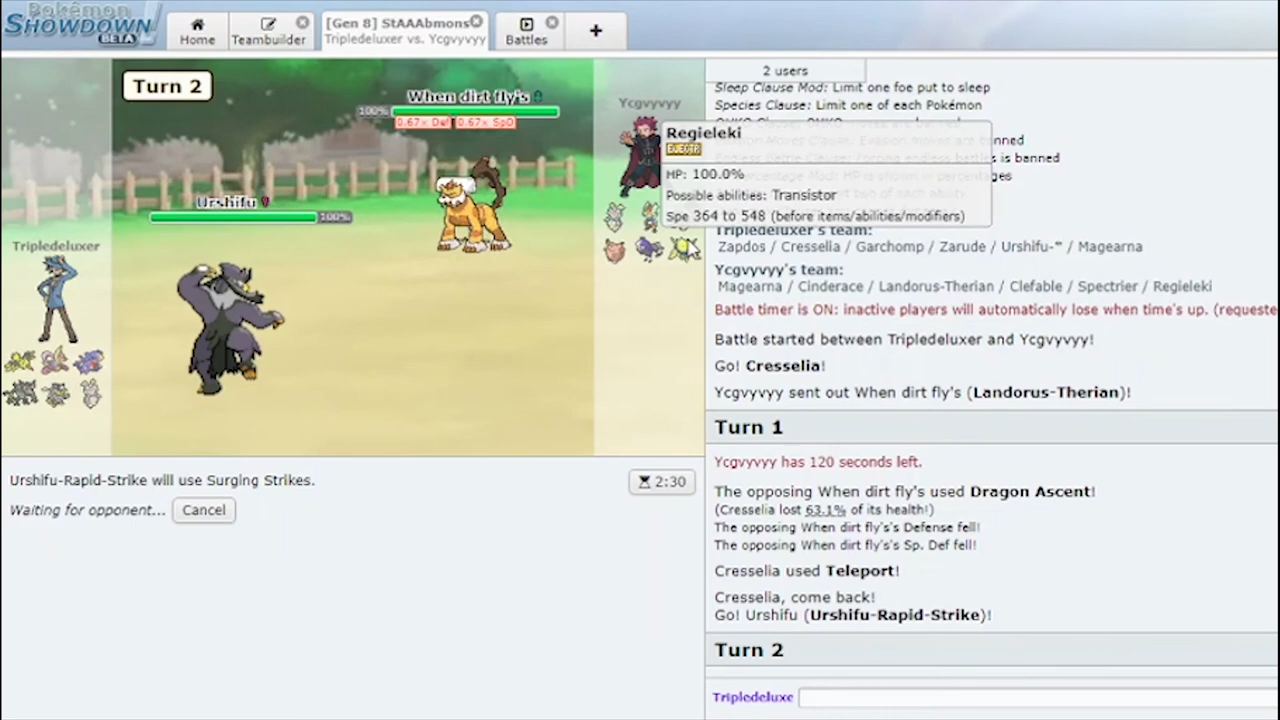 Pokémon
SHOWDOWN
BETA
Home
Teambuilder
[Gen 8] StAAAbmons
Tripledeluxer vs. Ycgvyvyy
Battles
+
Turn 2
When dirt fly's
100%
0.67× Def 0.67× SpD
Urshifu
100%
Tripledeluxer
Ycgvyvyy
Regieleki
EJECTR
HP: 100.0%
Possible abilities: Transistor
Spe 364 to 548 (before items/abilities/modifiers)
Urshifu-Rapid-Strike will use Surging Strikes.
2:30
Waiting for opponent...
Cancel
2 users
Sleep Clause Mod: Limit one foe put to sleep
Species Clause: Limit one of each Pokémon
banned
is banned
Tripledeluxer's team:
Zapdos / Cresselia / Garchomp / Zarude / Urshifu-* / Magearna
Ycgvyvyy's team:
Magearna / Cinderace / Landorus-Therian / Clefable / Spectrier / Regieleki
Battle timer is ON: inactive players will automatically lose when time's up. (requeste
Battle started between Tripledeluxer and Ycgvyvyy!
Go! Cresselia!
Ycgvyvyy sent out When dirt fly's (Landorus-Therian)!
Turn 1
Ycgvyvyy has 120 seconds left.
The opposing When dirt fly's used Dragon Ascent!
(Cresselia lost 63.1% of its health!)
The opposing When dirt fly's's Defense fell!
The opposing When dirt fly's's Sp. Def fell!
Cresselia used Teleport!
Cresselia, come back!
Go! Urshifu (Urshifu-Rapid-Strike)!
Turn 2
Tripledeluxe